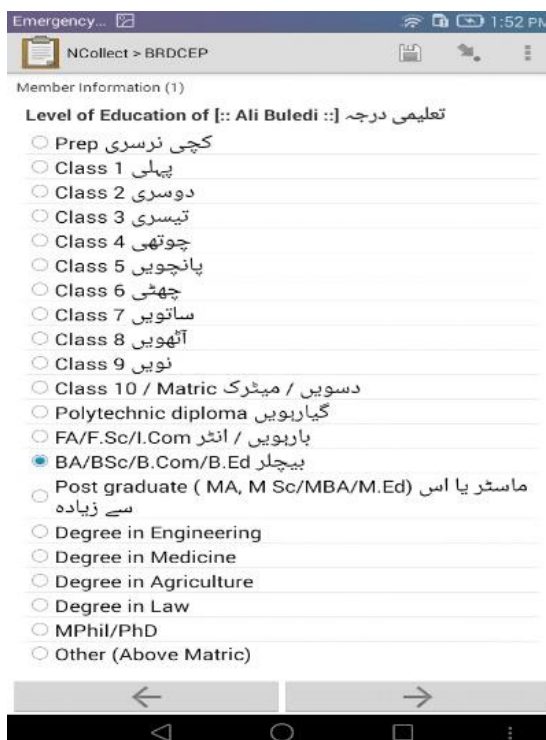 Emergency... 1:52 PM
NCollect > BRDCEP
Member Information (1)
Level of Education of [:: Ali Buledi ::] تعلیمی درجہ
Prep کچی نرسری
Class 1 پہلی
Class 2 دوسری
Class 3 تیسری
Class 4 چوتھی
Class 5 پانچویں
Class 6 چھٹی
Class 7 ساتویں
Class 8 آٹھویں
Class 9 نویں
Class 10 / Matric دسویں / میٹرک
Polytechnic diploma گیارہویں
FA/F.Sc/I.Com بارہویں / انٹر
BA/BSc/B.Com/B.Ed بیچلر
Post graduate ( MA, M Sc/MBA/M.Ed) ماسٹر یا اس
سے زیادہ
Degree in Engineering
Degree in Medicine
Degree in Agriculture
Degree in Law
MPhil/PhD
Other (Above Matric)